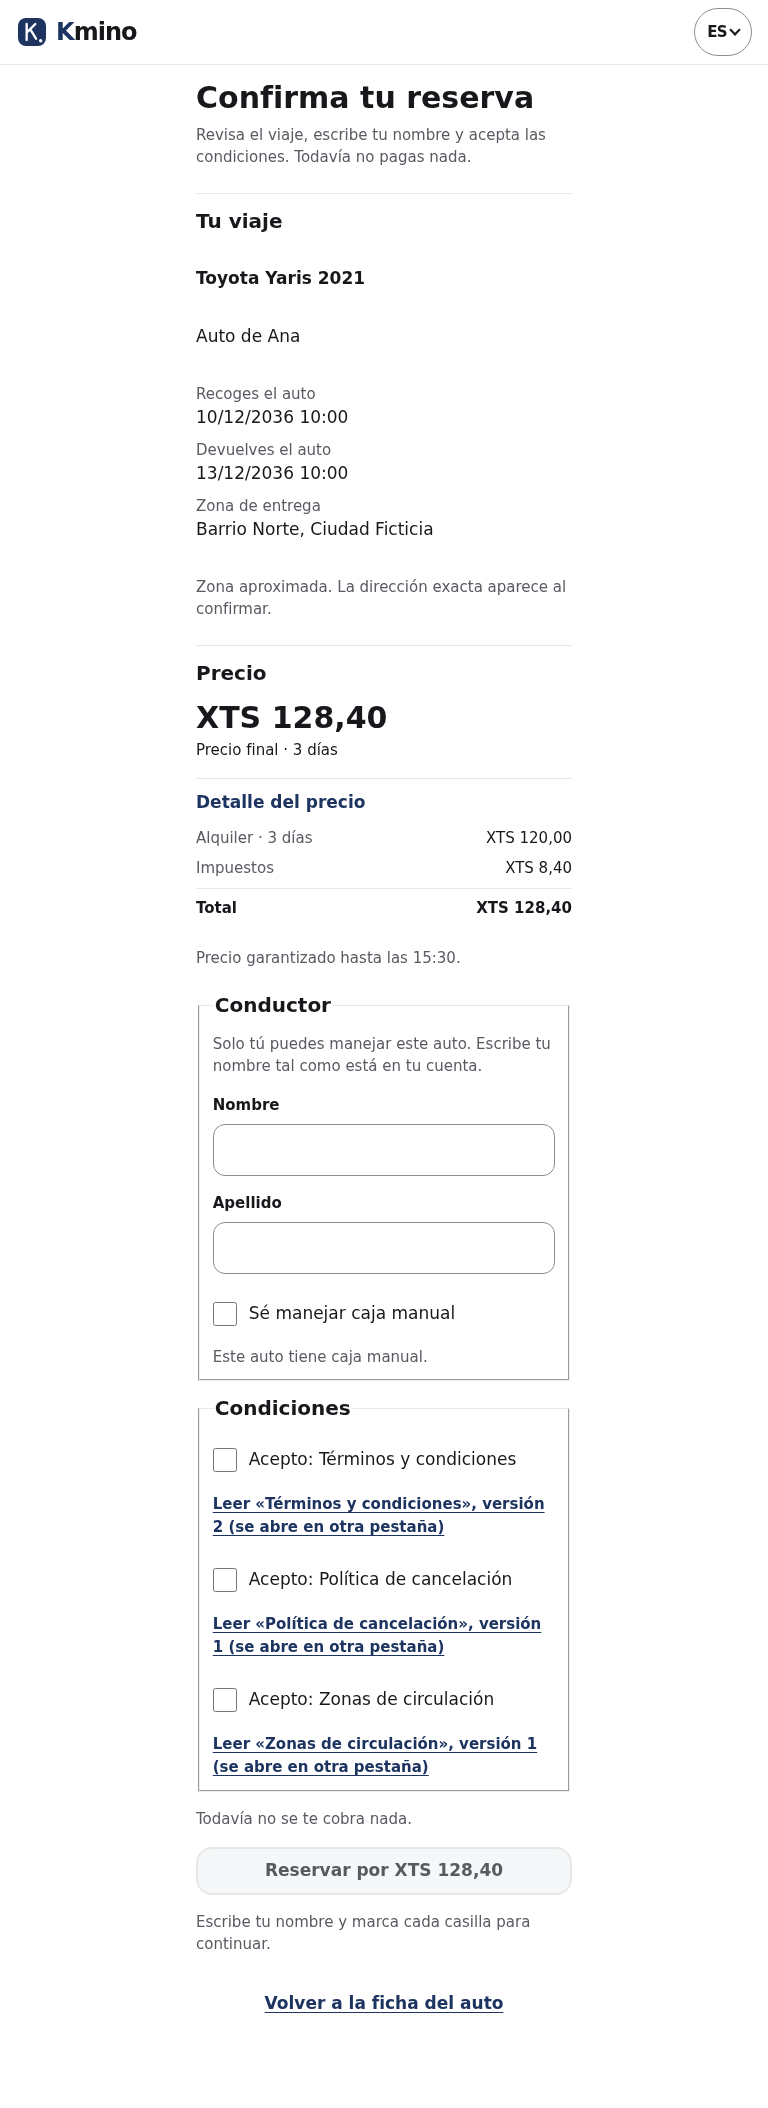 K Kmino
ES
Confirma tu reserva
Revisa el viaje, escribe tu nombre y acepta las
condiciones. Todavía no pagas nada.
Tu viaje
Toyota Yaris 2021
Auto de Ana
Recoges el auto
10/12/2036 10:00
Devuelves el auto
13/12/2036 10:00
Zona de entrega
Barrio Norte, Ciudad Ficticia
Zona aproximada. La dirección exacta aparece al
confirmar.
Precio
XTS 128,40
Precio final · 3 días
Detalle del precio
Alquiler · 3 días XTS 120,00
Impuestos XTS 8,40
Total XTS 128,40
Precio garantizado hasta las 15:30.
Conductor
Solo tú puedes manejar este auto. Escribe tu
nombre tal como está en tu cuenta.
Nombre
Apellido
Sé manejar caja manual
Este auto tiene caja manual.
Condiciones
Acepto: Términos y condiciones
Leer «Términos y condiciones», versión
2 (se abre en otra pestaña)
Acepto: Política de cancelación
Leer «Política de cancelación», versión
1 (se abre en otra pestaña)
Acepto: Zonas de circulación
Leer «Zonas de circulación», versión 1
(se abre en otra pestaña)
Todavía no se te cobra nada.
Reservar por XTS 128,40
Escribe tu nombre y marca cada casilla para
continuar.
Volver a la ficha del auto